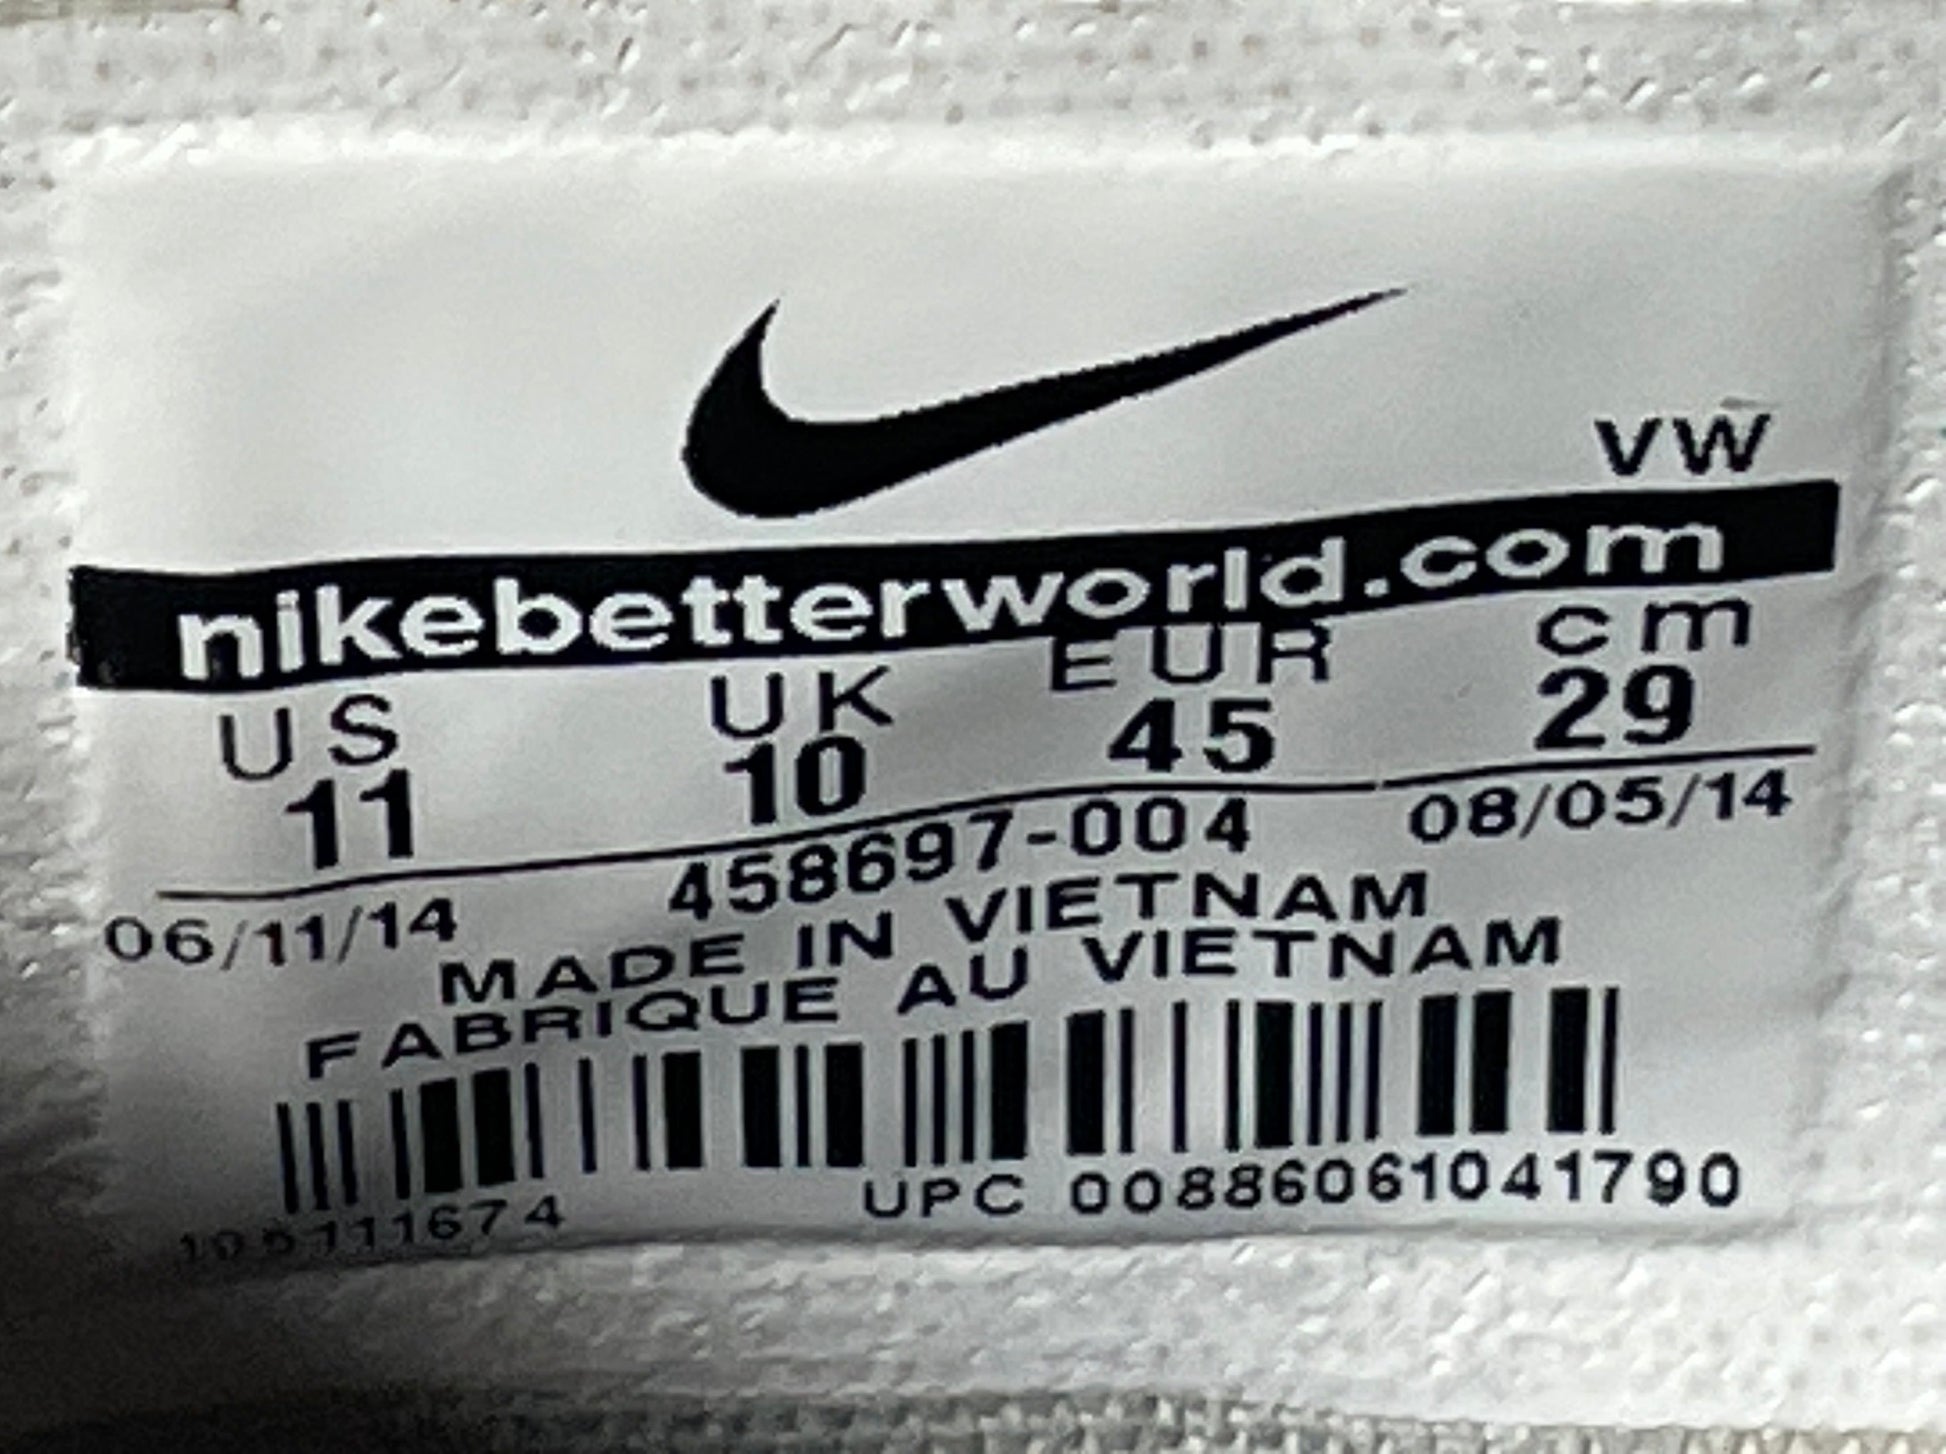 VW
nikebetterworld.com
US UK EUR cm
11 10 45 29
06/11/14 458697-004 08/05/14
MADE IN VIETNAM
FABRIQUE AU VIETNAM
UPC 00886061041790